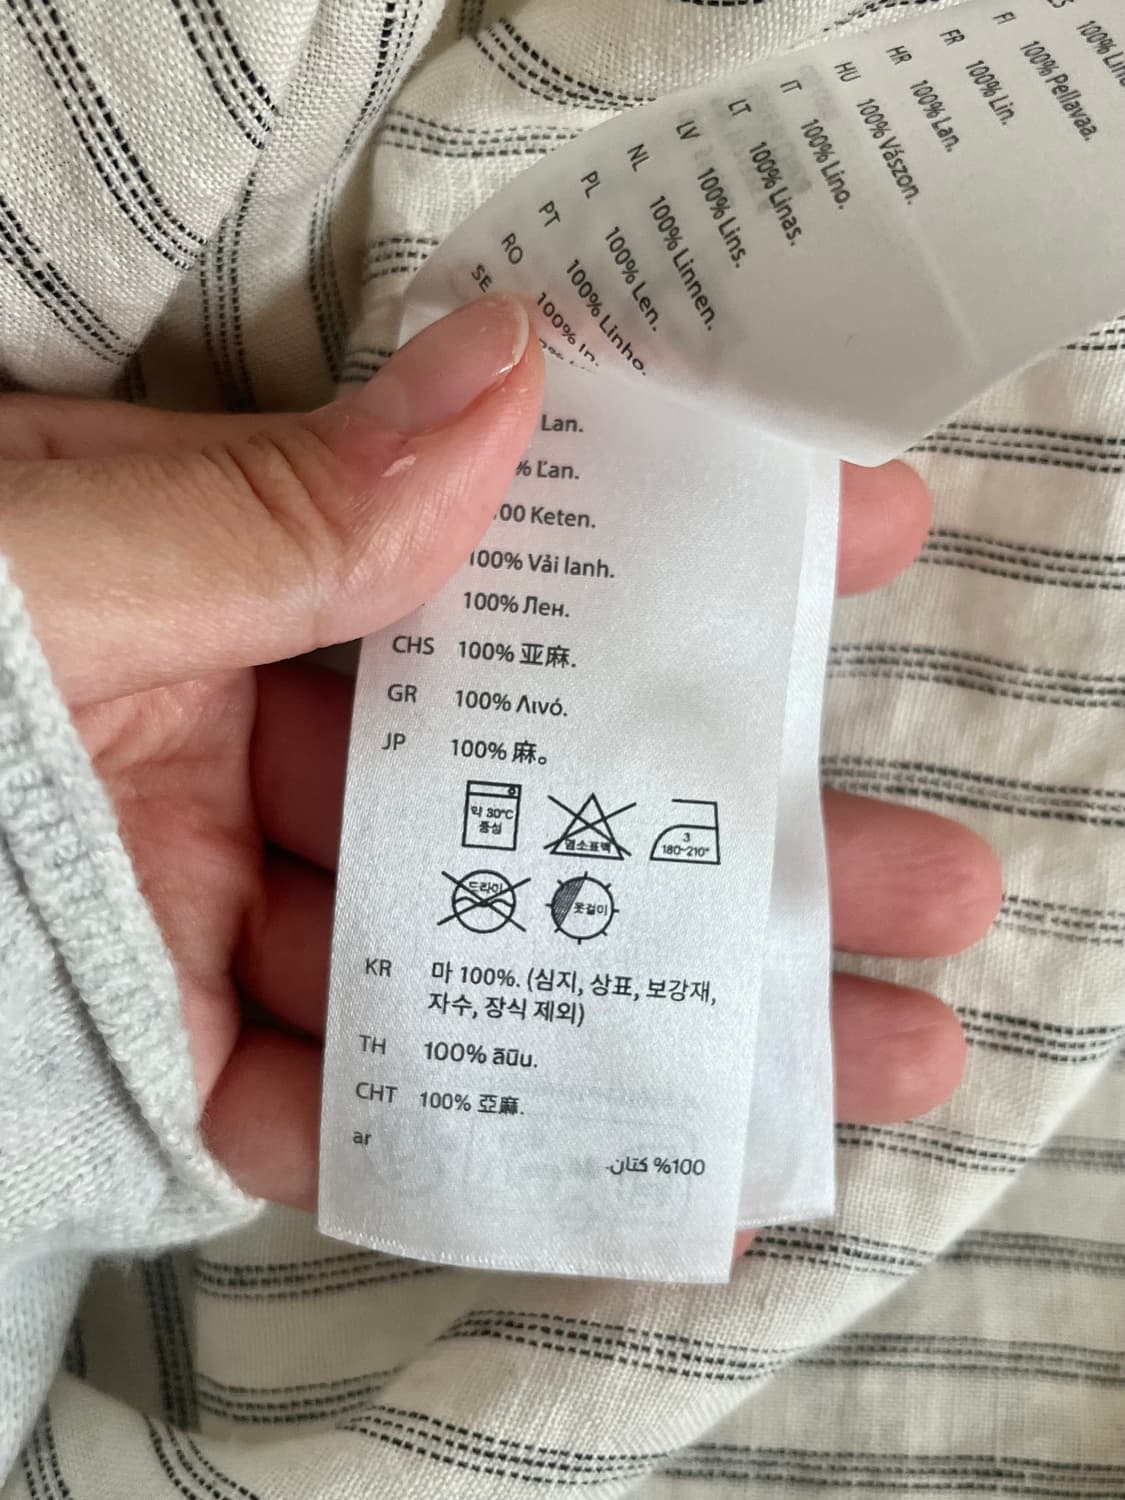 100% Lino
FI 100% Pellavaa.
FR 100% Lin.
HR 100% Lan.
HU 100% Vászon.
IT 100% Lino.
LT 100% Linas.
LV 100% Lins.
NL 100% Linnen.
PL 100% Len.
PT 100% Linho.
RO 100% In.
SE
Lan.
% Ľan.
100 Keten.
100% Vải lanh.
100% Лен.
CHS 100% 亚麻.
GR 100% Λινό.
JP 100% 麻。
약 30°C
중성
염소표백
3
180~210°
드라이
옷걸이
KR 마 100%. (심지, 상표, 보강재,
자수, 장식 제외)
TH 100% ลินิน.
CHT 100% 亞麻.
ar
100% كتان.